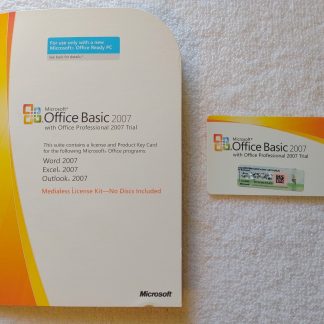 For use only with a new
Microsoft® Office Ready PC
Microsoft®
Office Basic 2007
with Office Professional 2007 Trial
This suite contains a license and Product Key Card
for the following Microsoft® Office programs:
Word 2007
Excel® 2007
Outlook® 2007
Medialess License Kit—No Discs Included
Microsoft
Microsoft®
Office Basic 2007
with Office Professional 2007 Trial